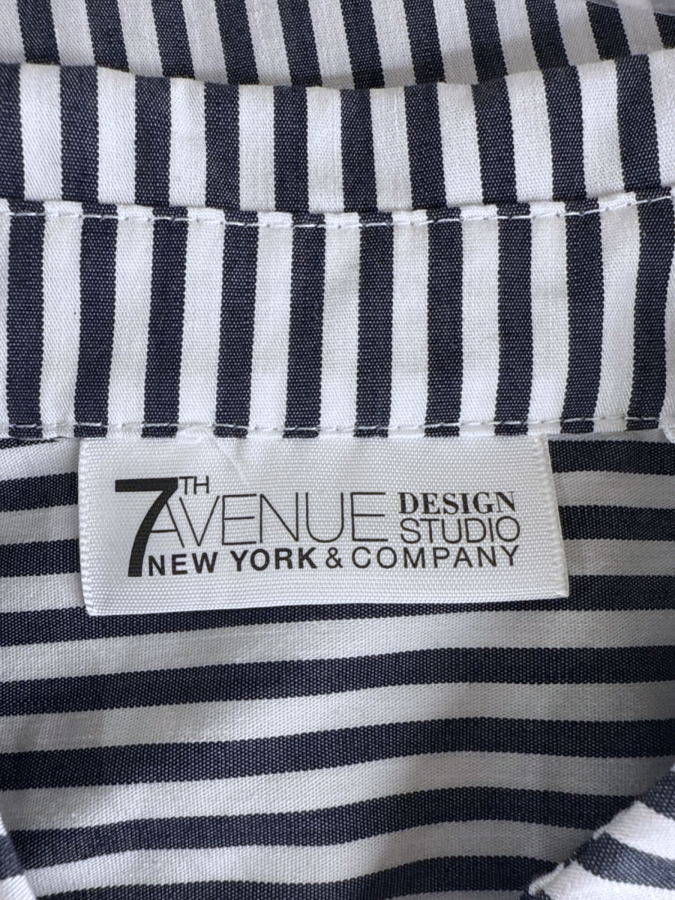 7TH AVENUE DESIGN STUDIO
NEW YORK & COMPANY